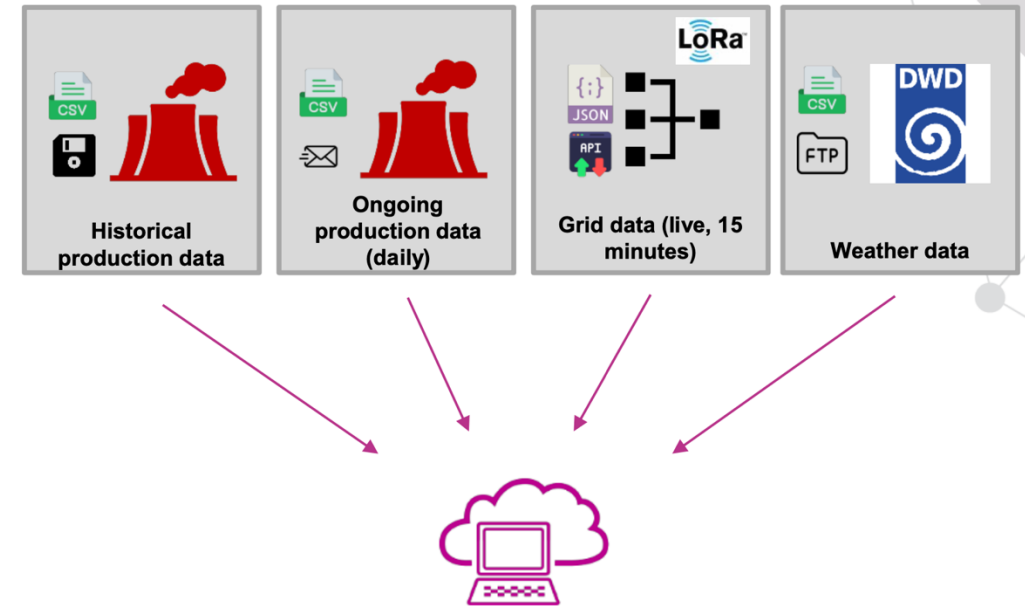 CSV
Historical
production data
CSV
Ongoing
production data
(daily)
LoRa™
{;}
JSON
API
Grid data (live, 15
minutes)
CSV
FTP
DWD
Weather data